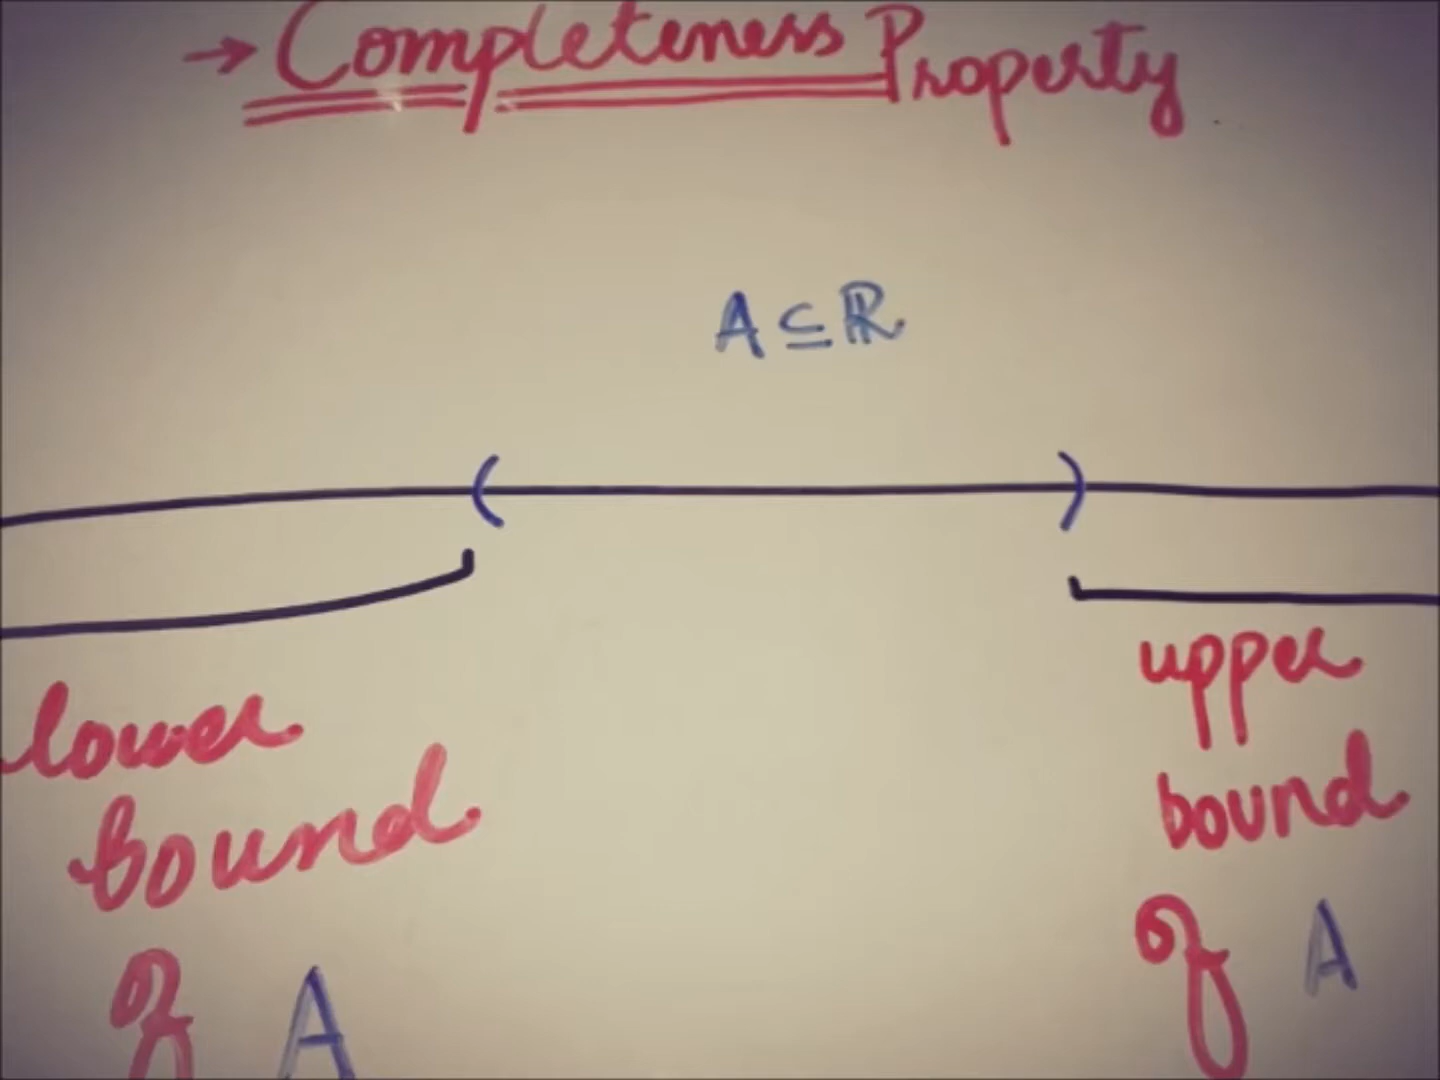 → Completeness Property
A ⊆ ℝ
( )
lower
bound
of A
upper
bound
of A